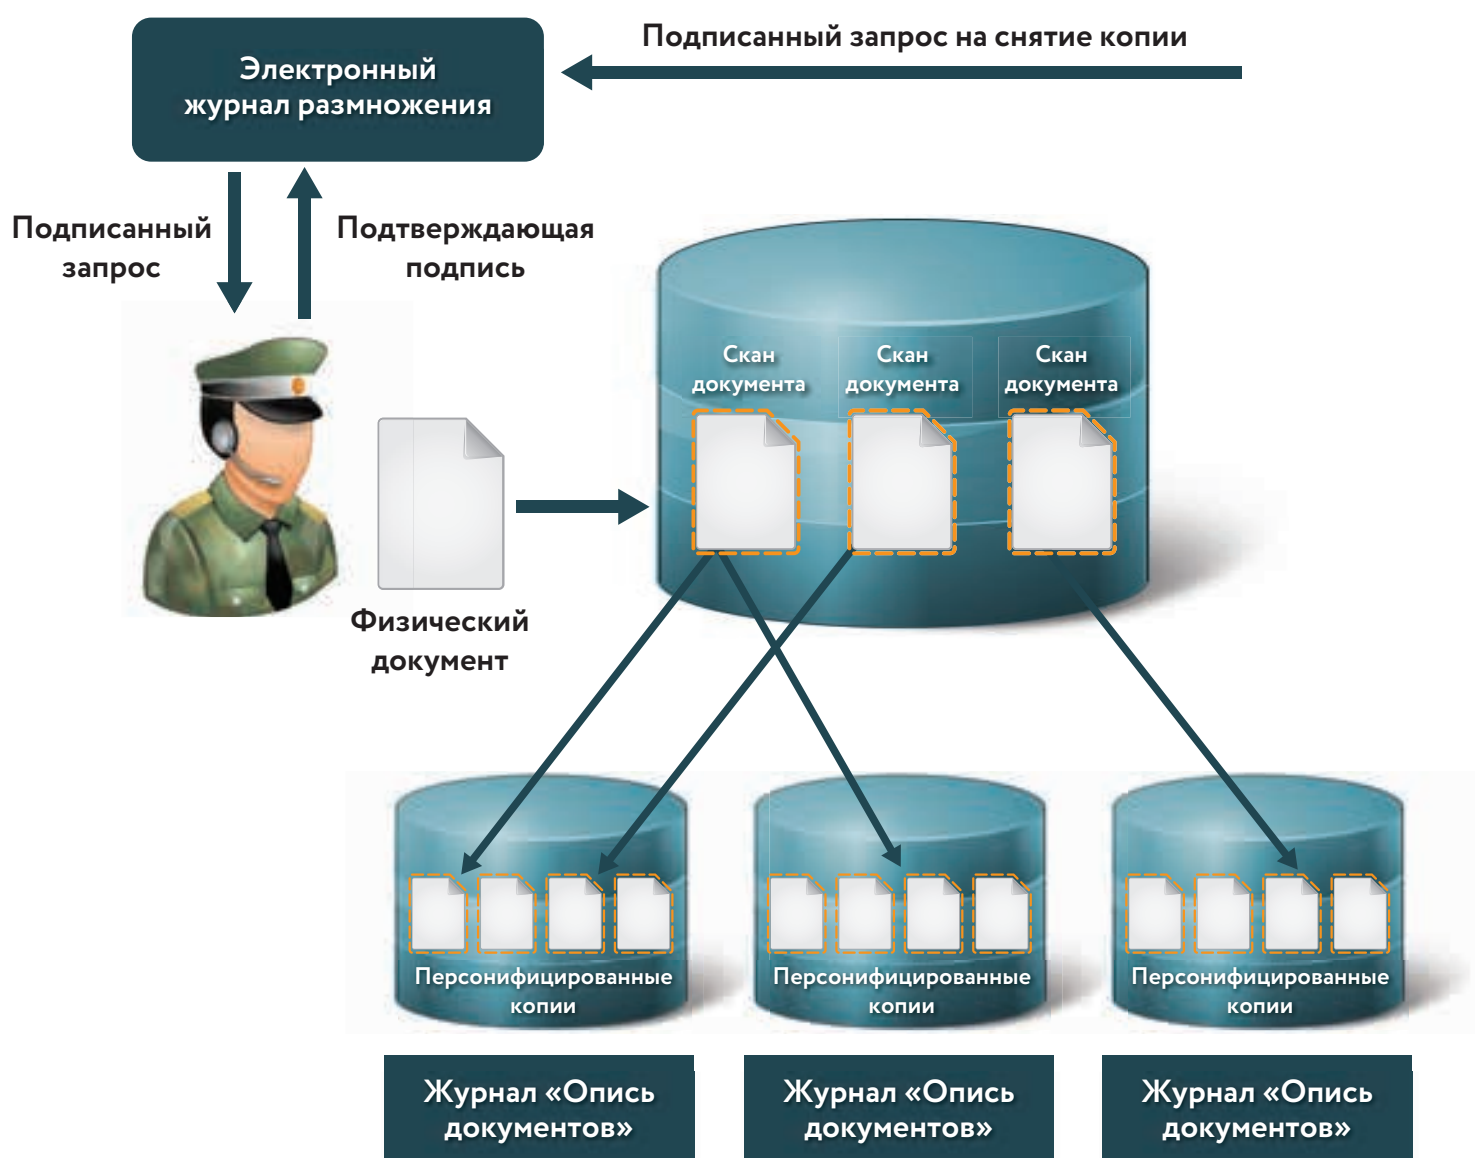 Подписанный запрос на снятие копии
Электронный
журнал размножения
Подписанный
запрос
Подтверждающая
подпись
Скан
документа
Скан
документа
Скан
документа
Физический
документ
Персонифицированные
копии
Персонифицированные
копии
Персонифицированные
копии
Журнал «Опись
документов»
Журнал «Опись
документов»
Журнал «Опись
документов»